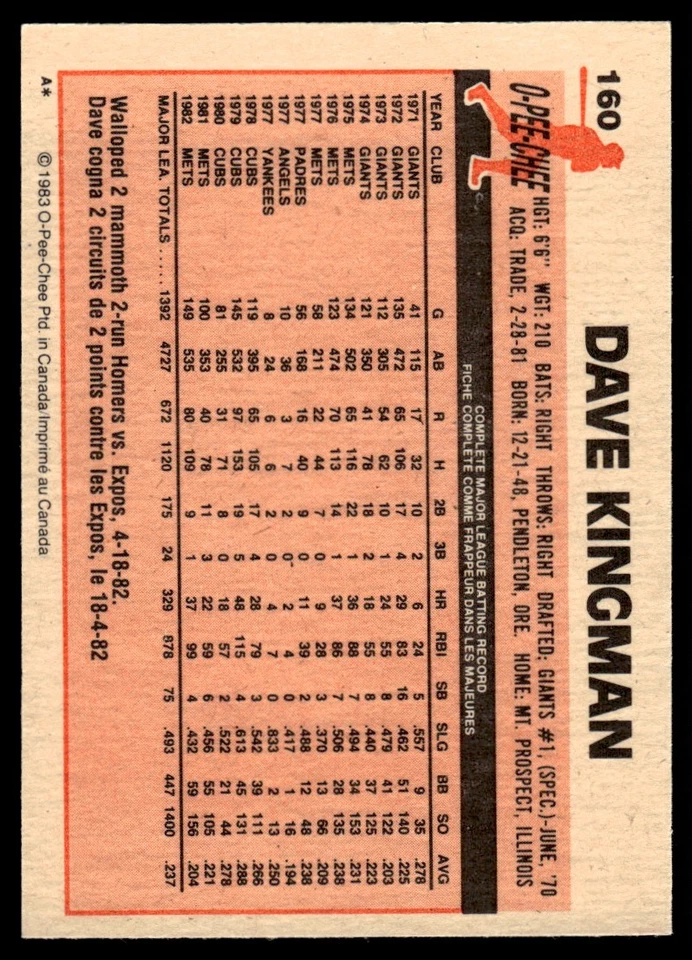 160
DAVE KINGMAN
O-PEE-CHEE
HGT: 6'6" WGT: 210 BATS: RIGHT THROWS: RIGHT DRAFTED: GIANTS #1, (SPEC.)-JUNE, '70
ACQ: TRADE, 2-28-81 BORN: 12-21-48, PENDLETON, ORE. HOME: MT. PROSPECT, ILLINOIS
COMPLETE MAJOR LEAGUE BATTING RECORD
FICHE COMPLETE COMME FRAPPEUR DANS LES MAJEURES
YEAR CLUB G AB R H 2B 3B HR RBI SB SLG BB SO AVG
1971 GIANTS 41 115 17 32 10 2 6 24 5 .557 9 35 .278
1972 GIANTS 135 472 65 106 17 4 29 83 16 .462 51 140 .225
1973 GIANTS 112 305 54 62 10 1 24 55 8 .479 41 122 .203
1974 GIANTS 121 350 41 78 18 2 18 55 8 .440 37 125 .223
1975 METS 134 502 65 116 22 1 36 88 7 .494 34 153 .231
1976 METS 123 474 70 113 14 1 37 86 7 .506 28 135 .238
1977 METS 58 211 22 44 7 0 9 28 3 .370 13 66 .209
1977 PADRES 56 168 16 40 9 0 11 39 2 .488 12 48 .238
1977 ANGELS 10 36 3 7 2 0 2 4 0 .417 1 16 .194
1977 YANKEES 8 24 6 6 2 0 4 7 0 .833 2 13 .250
1978 CUBS 119 395 65 105 17 4 28 79 3 .542 39 111 .266
1979 CUBS 145 532 97 153 19 5 48 115 4 .613 45 131 .288
1980 CUBS 81 255 31 71 8 0 18 57 2 .522 21 44 .278
1981 METS 100 353 40 78 11 3 22 59 6 .456 55 105 .221
1982 METS 149 535 80 109 9 1 37 99 4 .432 59 156 .204
MAJOR LEA. TOTALS ..... 1392 4727 672 1120 175 24 329 878 75 .493 447 1400 .237
Walloped 2 mammoth 2-run Homers vs. Expos, 4-18-82.
Dave cogna 2 circuits de 2 points contre les Expos, le 18-4-82
A* © 1983 O-Pee-Chee Ptd. in Canada/Imprimé au Canada